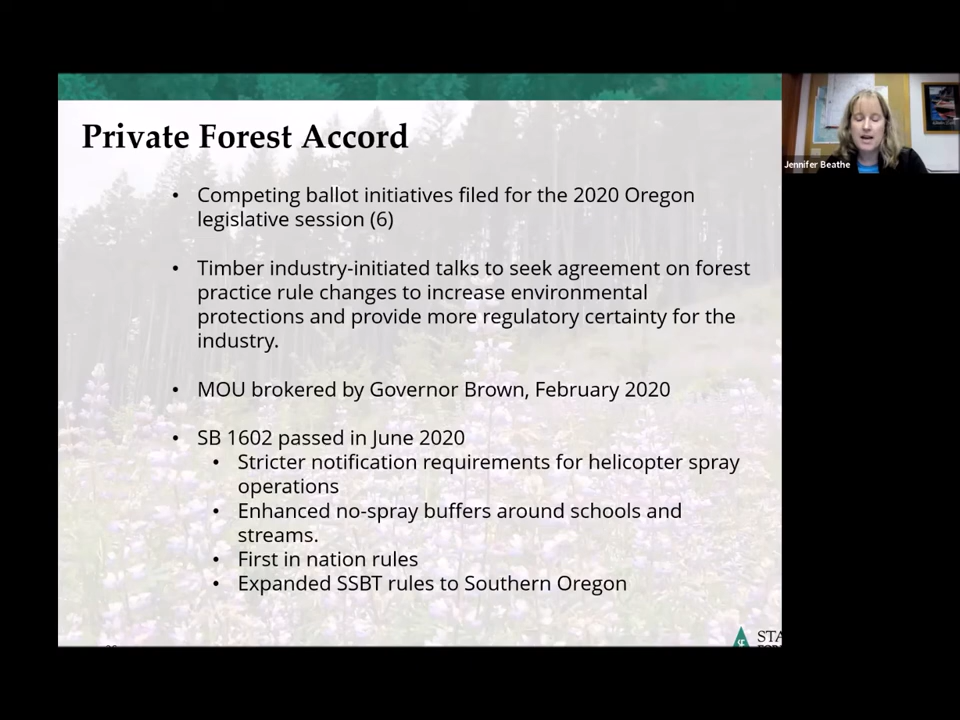 Private Forest Accord
Jennifer Beathe
• Competing ballot initiatives filed for the 2020 Oregon
legislative session (6)
• Timber industry-initiated talks to seek agreement on forest
practice rule changes to increase environmental
protections and provide more regulatory certainty for the
industry.
• MOU brokered by Governor Brown, February 2020
• SB 1602 passed in June 2020
• Stricter notification requirements for helicopter spray
operations
• Enhanced no-spray buffers around schools and
streams.
• First in nation rules
• Expanded SSBT rules to Southern Oregon
STA